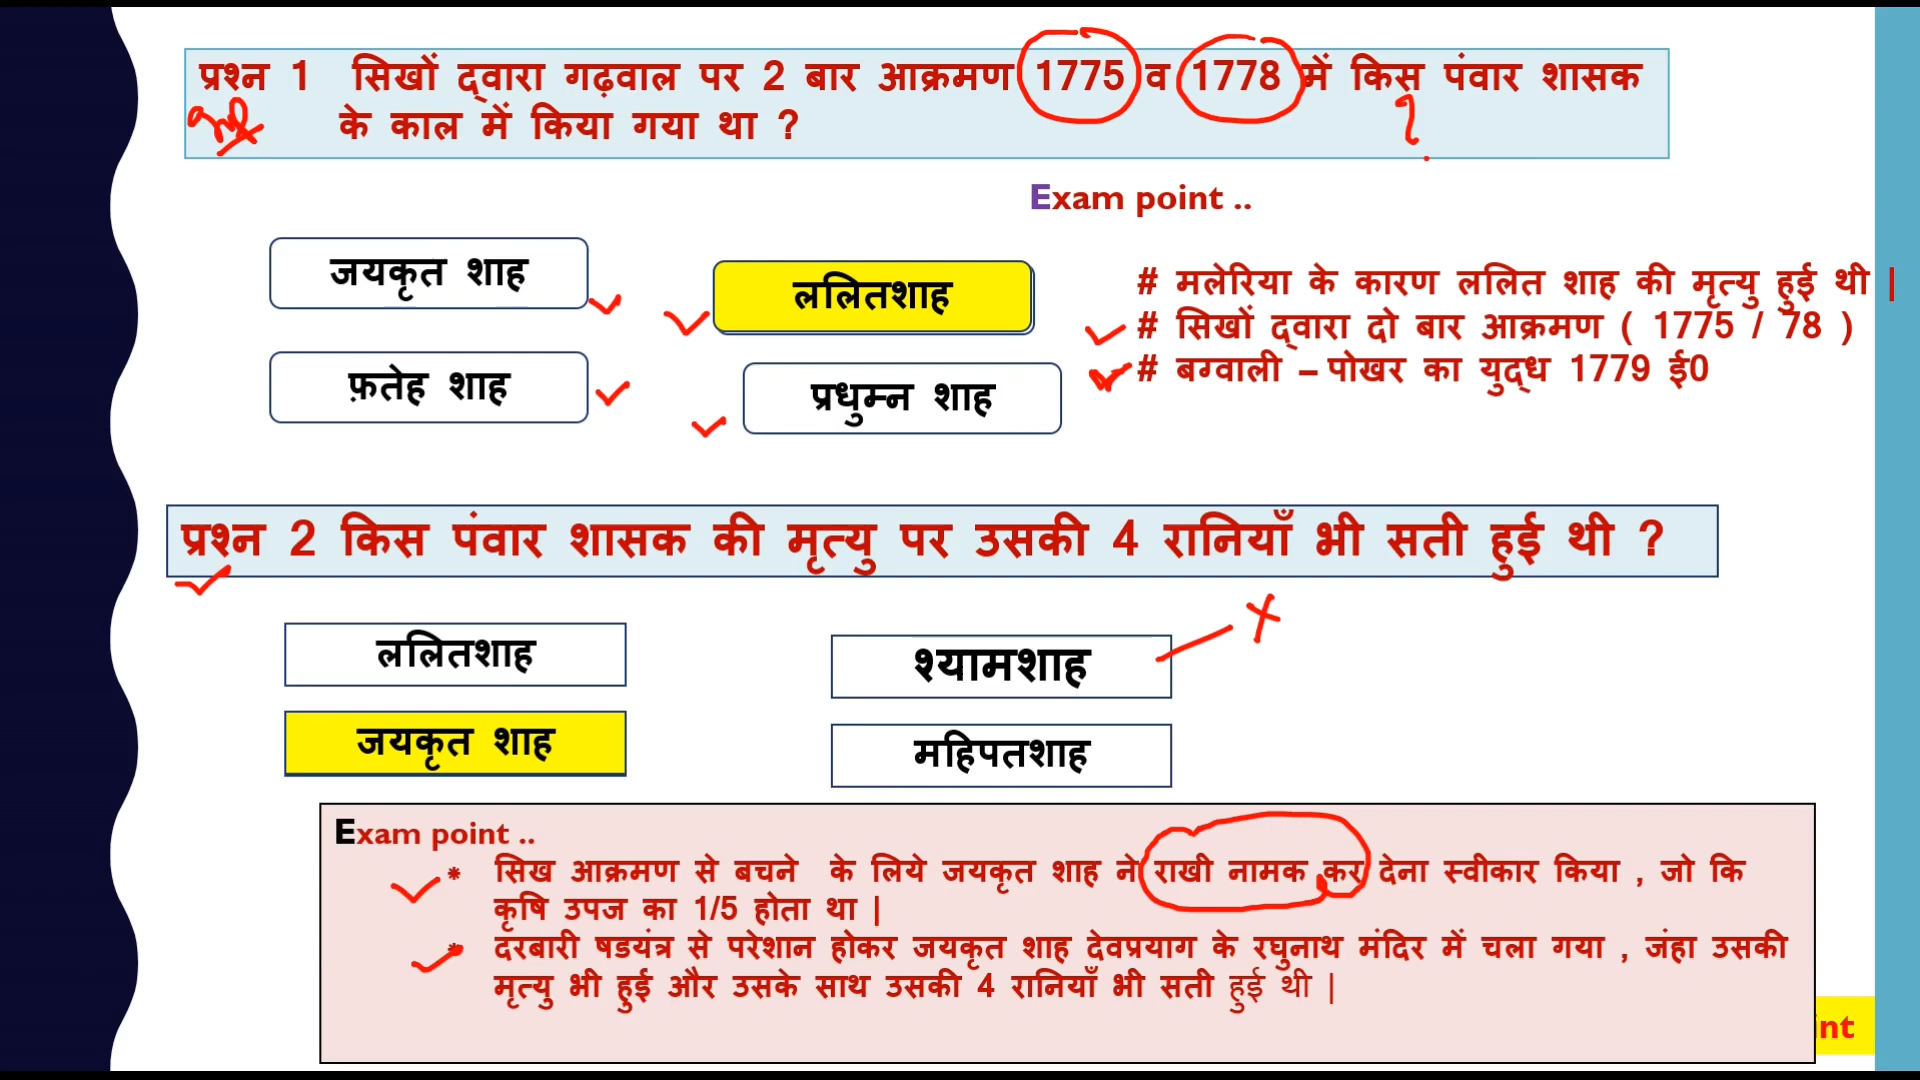 प्रश्न 1 सिखों द्वारा गढ़वाल पर 2 बार आक्रमण 1775 व 1778 में किस पंवार शासक
के काल में किया गया था ?
Exam point ..
जयकृत शाह
ललितशाह
फ़तेह शाह
प्रधुम्न शाह
# मलेरिया के कारण ललित शाह की मृत्यु हुई थी |
# सिखों द्वारा दो बार आक्रमण ( 1775 / 78 )
# बग्वाली – पोखर का युद्ध 1779 ई0
प्रश्न 2 किस पंवार शासक की मृत्यु पर उसकी 4 रानियाँ भी सती हुई थी ?
ललितशाह
श्यामशाह
जयकृत शाह
महिपतशाह
Exam point ..
* सिख आक्रमण से बचने के लिये जयकृत शाह ने राखी नामक कर देना स्वीकार किया , जो कि
कृषि उपज का 1/5 होता था |
* दरबारी षडयंत्र से परेशान होकर जयकृत शाह देवप्रयाग के रघुनाथ मंदिर में चला गया , जंहा उसकी
मृत्यु भी हुई और उसके साथ उसकी 4 रानियाँ भी सती हुई थी |
int